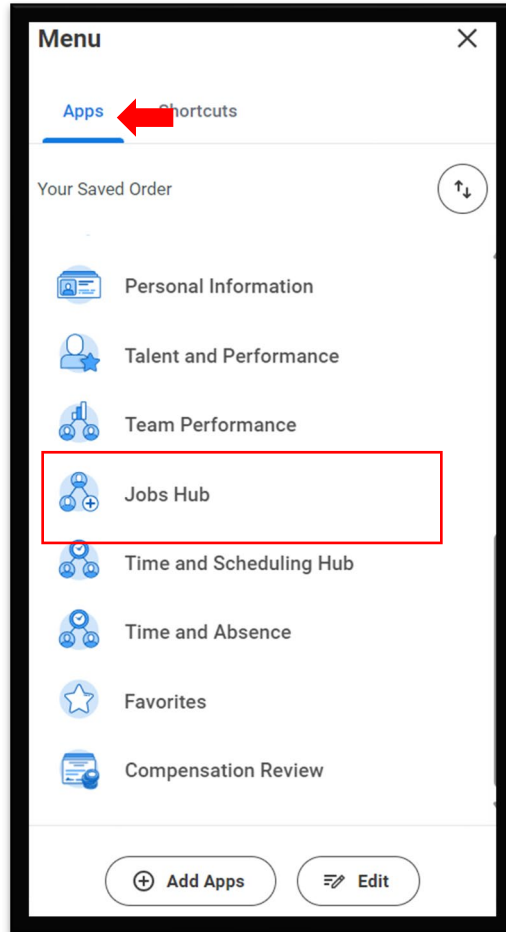 Menu
Apps Shortcuts
Your Saved Order
Personal Information
Talent and Performance
Team Performance
Jobs Hub
Time and Scheduling Hub
Time and Absence
Favorites
Compensation Review
Add Apps Edit